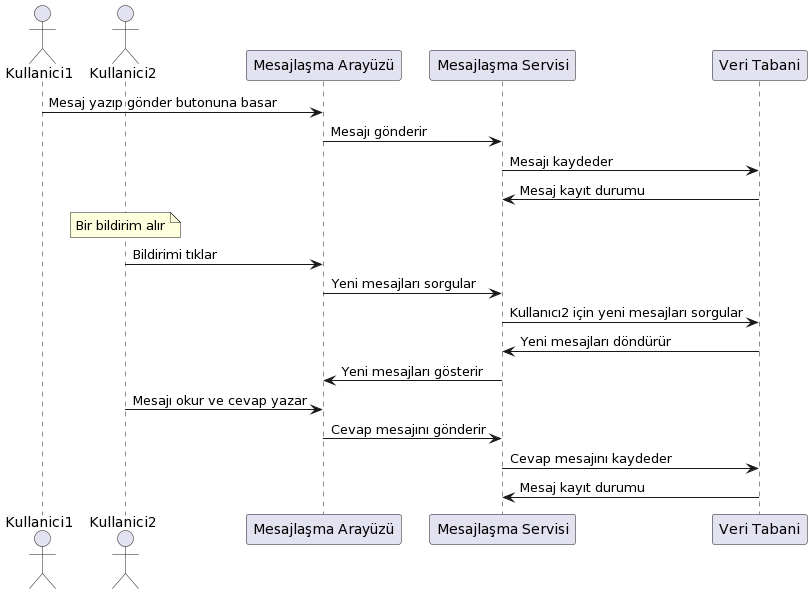 Kullanici1
Kullanici2
Mesajlaşma Arayüzü
Mesajlaşma Servisi
Veri Tabani
Mesaj yazıp gönder butonuna basar
Mesajı gönderir
Mesajı kaydeder
Mesaj kayıt durumu
Bir bildirim alır
Bildirimi tıklar
Yeni mesajları sorgular
Kullanıcı2 için yeni mesajları sorgular
Yeni mesajları döndürür
Yeni mesajları gösterir
Mesajı okur ve cevap yazar
Cevap mesajını gönderir
Cevap mesajını kaydeder
Mesaj kayıt durumu
Kullanici1
Kullanici2
Mesajlaşma Arayüzü
Mesajlaşma Servisi
Veri Tabani